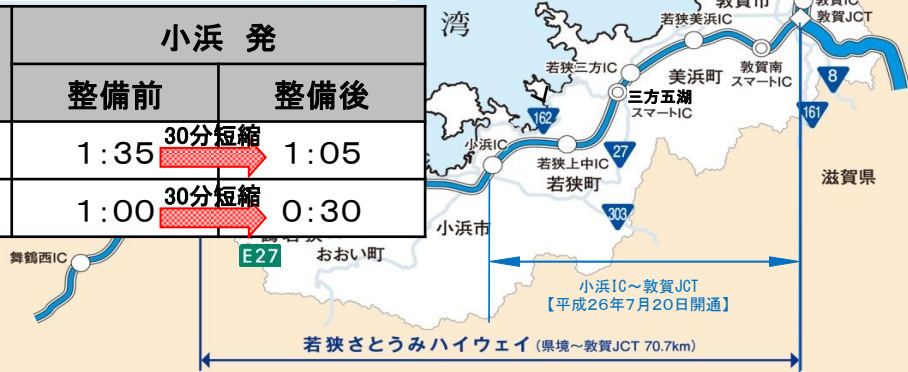 小浜 発
整備前
整備後
1:35
30分短縮
1:05
1:00
30分短縮
0:30
湾
敦賀IC
敦賀JCT
若狭美浜IC
若狭三方IC
美浜町
敦賀南
スマートIC
8
三方五湖
スマートIC
161
162
小浜IC
若狭上中IC
27
若狭町
滋賀県
303
小浜市
舞鶴西IC
E27
おおい町
小浜IC~敦賀JCT
【平成26年7月20日開通】
若狭さとうみハイウェイ(県境~敦賀JCT 70.7km)